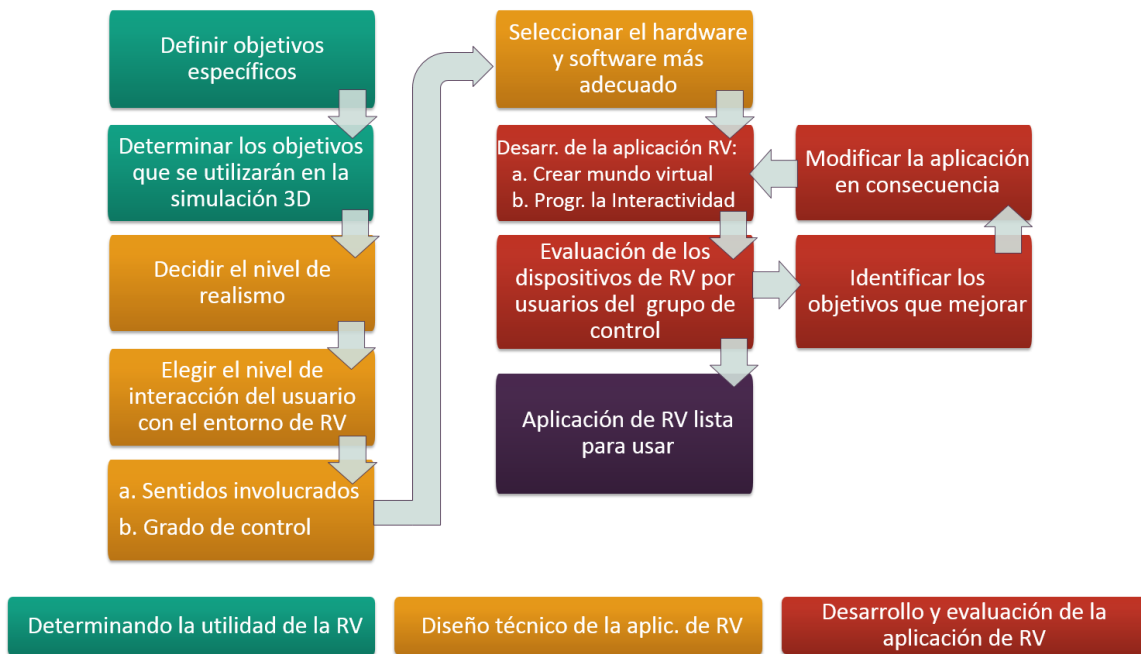 Definir objetivos
específicos
Determinar los objetivos
que se utilizarán en la
simulación 3D
Decidir el nivel de
realismo
Elegir el nivel de
interacción del usuario
con el entorno de RV
a. Sentidos involucrados
b. Grado de control
Seleccionar el hardware
y software más
adecuado
Desarr. de la aplicación RV:
a. Crear mundo virtual
b. Progr. la Interactividad
Evaluación de los
dispositivos de RV por
usuarios del grupo de
control
Identificar los
objetivos que mejorar
Modificar la aplicación
en consecuencia
Aplicación de RV lista
para usar
Determinando la utilidad de la RV
Diseño técnico de la aplic. de RV
Desarrollo y evaluación de la
aplicación de RV